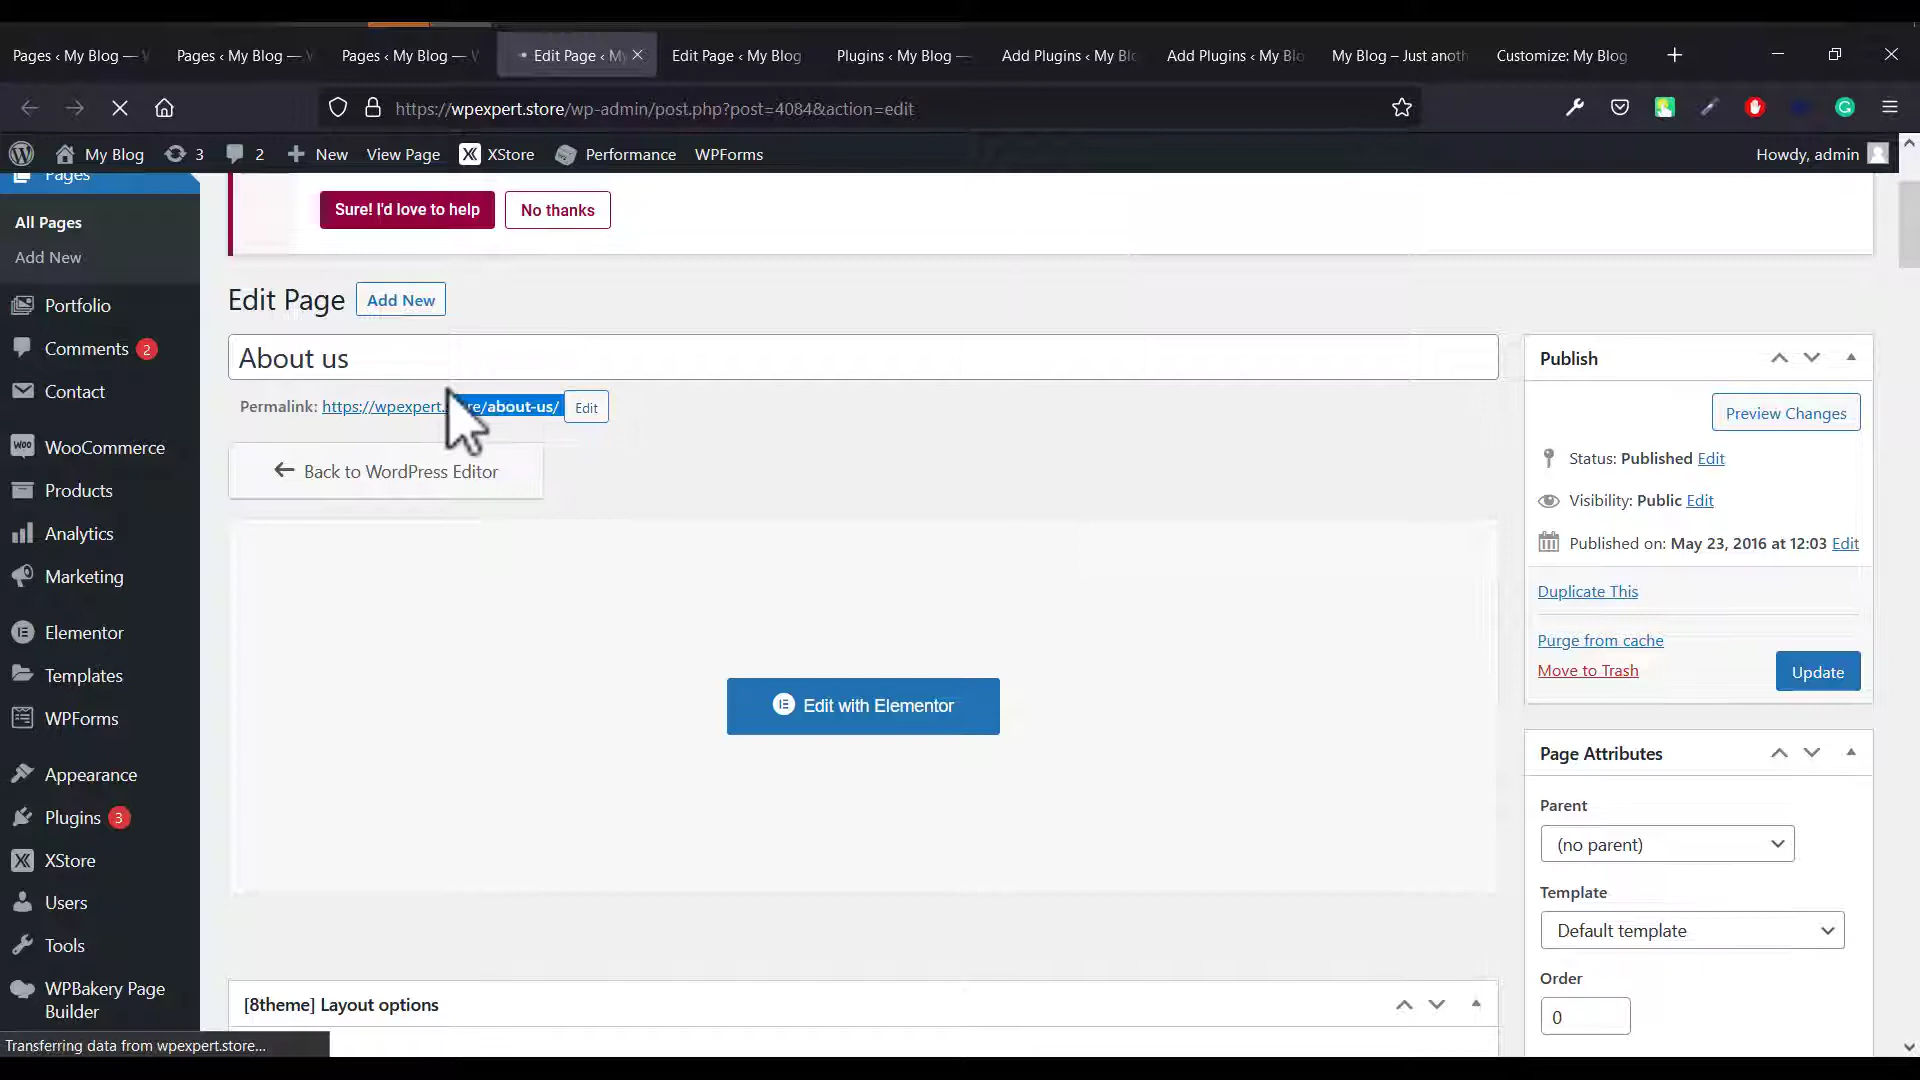 Pages ‹ My Blog —
Pages ‹ My Blog —
Pages ‹ My Blog —
Edit Page ‹ My
Edit Page ‹ My Blog
Plugins ‹ My Blog —
Add Plugins ‹ My Blo
Add Plugins ‹ My Blo
My Blog – Just anoth
Customize: My Blog
https://wpexpert.store/wp-admin/post.php?post=4084&action=edit
My Blog
3
2
New
View Page
XStore
Performance
WPForms
Howdy, admin
Pages
All Pages
Add New
Portfolio
Comments 2
Contact
WooCommerce
Products
Analytics
Marketing
Elementor
Templates
WPForms
Appearance
Plugins 3
XStore
Users
Tools
WPBakery Page
Builder
Sure! I'd love to help
No thanks
Edit Page
Add New
About us
Permalink: https://wpexpert. re/about-us/ Edit
Back to WordPress Editor
Edit with Elementor
[8theme] Layout options
Publish
Preview Changes
Status: Published Edit
Visibility: Public Edit
Published on: May 23, 2016 at 12:03 Edit
Duplicate This
Purge from cache
Move to Trash
Update
Page Attributes
Parent
(no parent)
Template
Default template
Order
0
Transferring data from wpexpert.store...